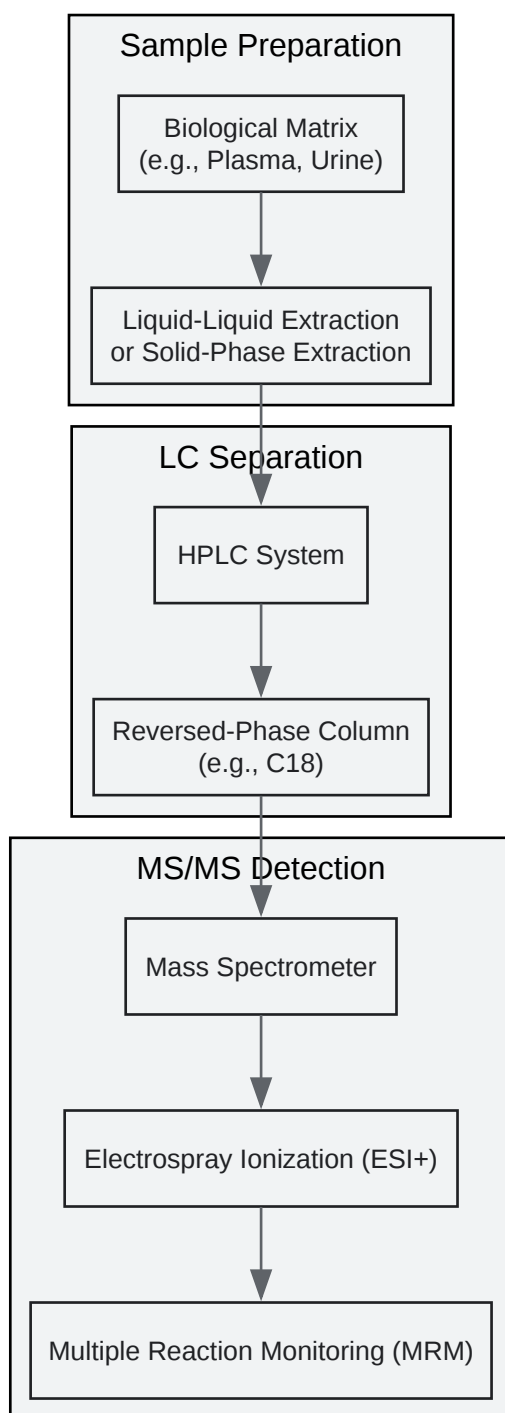 Sample Preparation
Biological Matrix
(e.g., Plasma, Urine)
Liquid-Liquid Extraction
or Solid-Phase Extraction
LC Separation
HPLC System
Reversed-Phase Column
(e.g., C18)
MS/MS Detection
Mass Spectrometer
Electrospray Ionization (ESI+)
Multiple Reaction Monitoring (MRM)